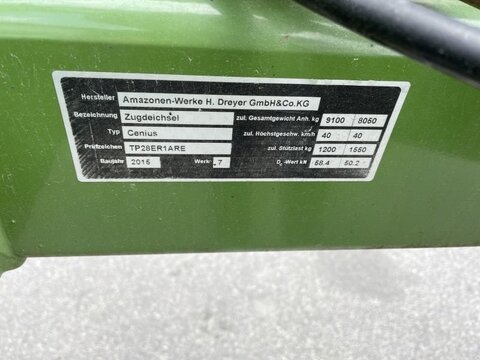 Hersteller Amazonen-Werke H. Dreyer GmbH&Co.KG
Bezeichnung Zugdeichsel zul. Gesamtgewicht Anh. kg 9100 8050
Typ Cenius zul. Höchstgeschw. km/h 40 40
Prüfzeichen TP28ER1ARE zul. Stützlast kg 1200 1550
Baujahr 2015 Werk 7 Dc-Wert kN 58.4 50.2